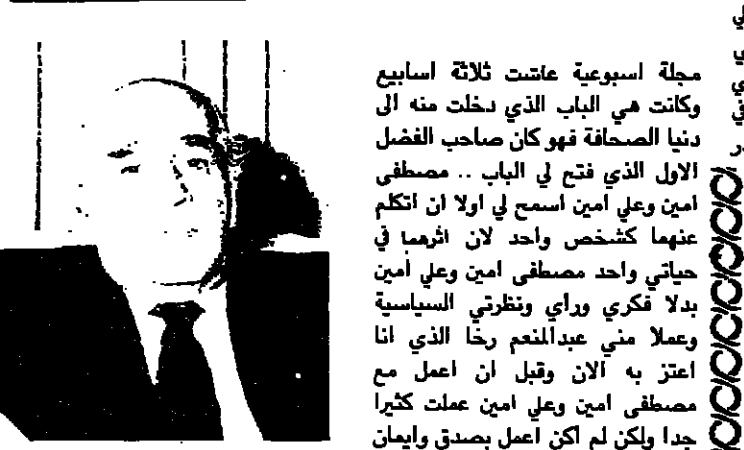 مجلة اسبوعية عاشت ثلاثة اسابيع
وكانت هي الباب الذي دخلت منه الى
دنيا الصحافة فهو كان صاحب الفضل
الاول الذي فتح لي الباب .. مصطفى
امين وعلي امين اسمح لي اولا ان اتكلم
عنهما كشخص واحد لان اثرهما في
حياتي واحد مصطفى امين وعلي أمين
بدلا فكري وراي ونظرتي السياسية
وعملا مني عبدالمنعم رخا الذي انا
اعتز به الان وقبل ان اعمل مع
مصطفى امين وعلي امين عملت كثيرا
جدا ولكن لم اكن اعمل بصدق وايمان